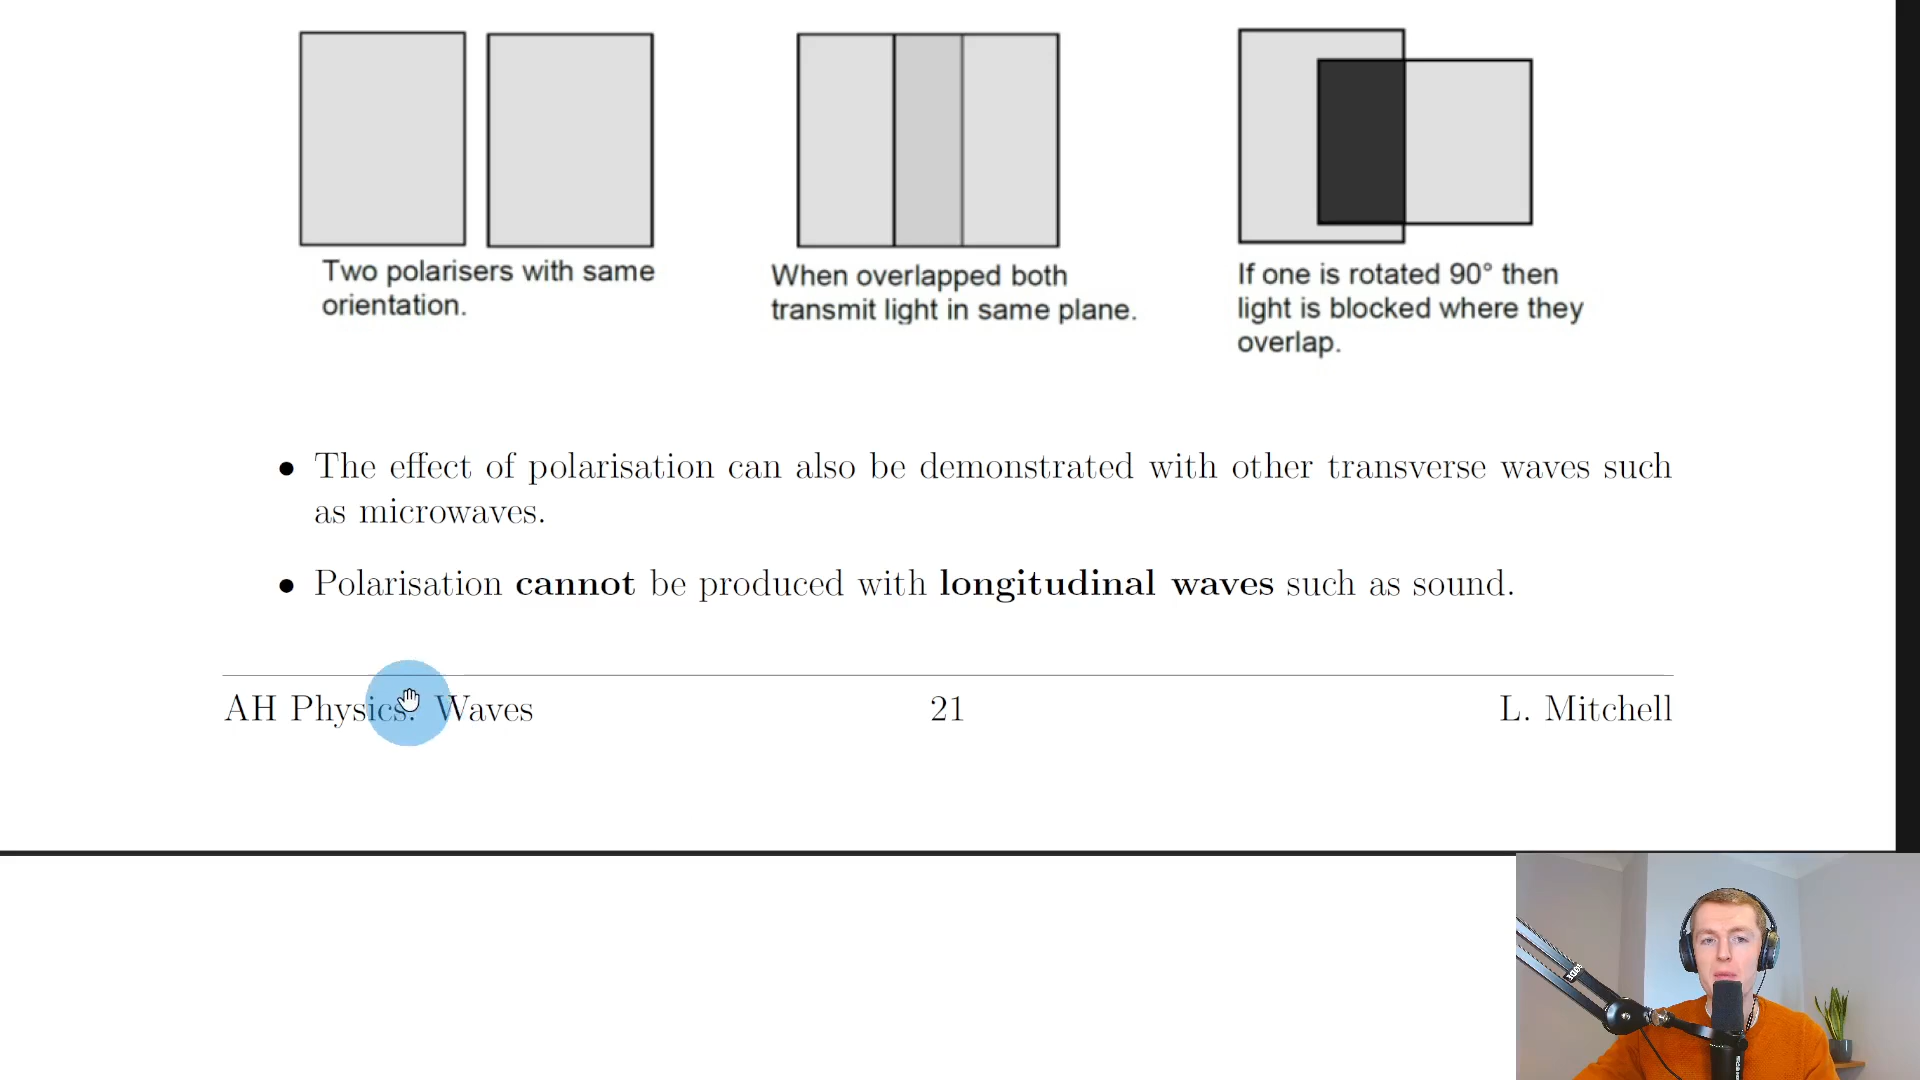 Two polarisers with same
orientation.
When overlapped both
transmit light in same plane.
If one is rotated 90° then
light is blocked where they
overlap.
• The effect of polarisation can also be demonstrated with other transverse waves such
as microwaves.
• Polarisation cannot be produced with longitudinal waves such as sound.
AH Physics: Waves
21
L. Mitchell
RØDE